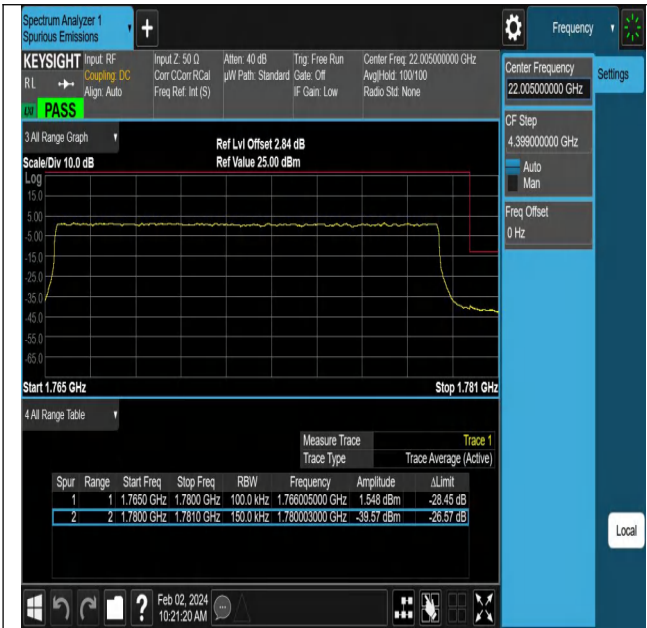 Spectrum Analyzer 1
Spurious Emissions
+
Frequency
KEYSIGHT
RL
Input: RF
Coupling: DC
Align: Auto
Input Z: 50 Ω
Corr CCorr RCal
Freq Ref: Int (S)
Atten: 40 dB
µW Path: Standard
Trig: Free Run
Gate: Off
IF Gain: Low
Center Freq: 22.005000000 GHz
Avg|Hold: 100/100
Radio Std: None
PASS
Center Frequency
22.005000000 GHz
Settings
CF Step
4.399000000 GHz
Auto
Man
Freq Offset
0 Hz
3 All Range Graph
Ref Lvl Offset 2.84 dB
Scale/Div 10.0 dB
Ref Value 25.00 dBm
Log
15.0
5.00
-5.00
-15.0
-25.0
-35.0
-45.0
-55.0
-65.0
Start 1.765 GHz
Stop 1.781 GHz
4 All Range Table
Measure Trace Trace 1
Trace Type Trace Average (Active)
Spur Range Start Freq Stop Freq RBW Frequency Amplitude ΔLimit
1 1 1.7650 GHz 1.7800 GHz 100.0 kHz 1.766005000 GHz 1.548 dBm -28.45 dB
2 2 1.7800 GHz 1.7810 GHz 150.0 kHz 1.780003000 GHz -39.57 dBm -26.57 dB
Local
?
Feb 02, 2024
10:21:20 AM